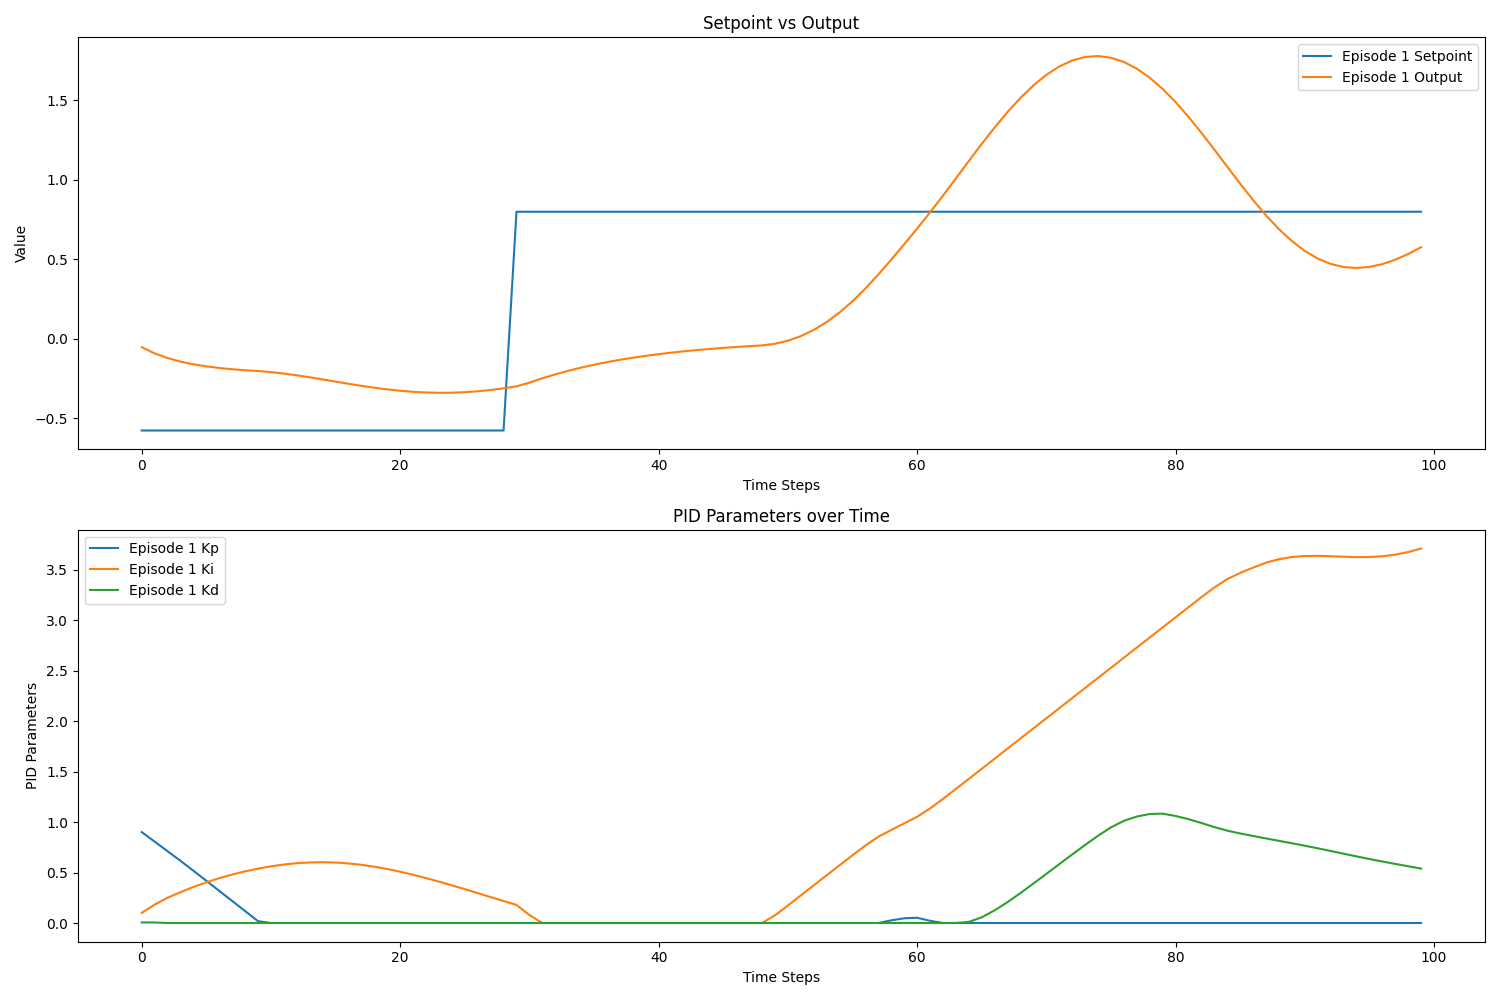 Setpoint vs Output
Episode 1 Setpoint
Episode 1 Output
Value
1.5
1.0
0.5
0.0
−0.5
0 20 40 60 80 100
Time Steps
PID Parameters over Time
Episode 1 Kp
Episode 1 Ki
Episode 1 Kd
PID Parameters
3.5
3.0
2.5
2.0
1.5
1.0
0.5
0.0
0 20 40 60 80 100
Time Steps